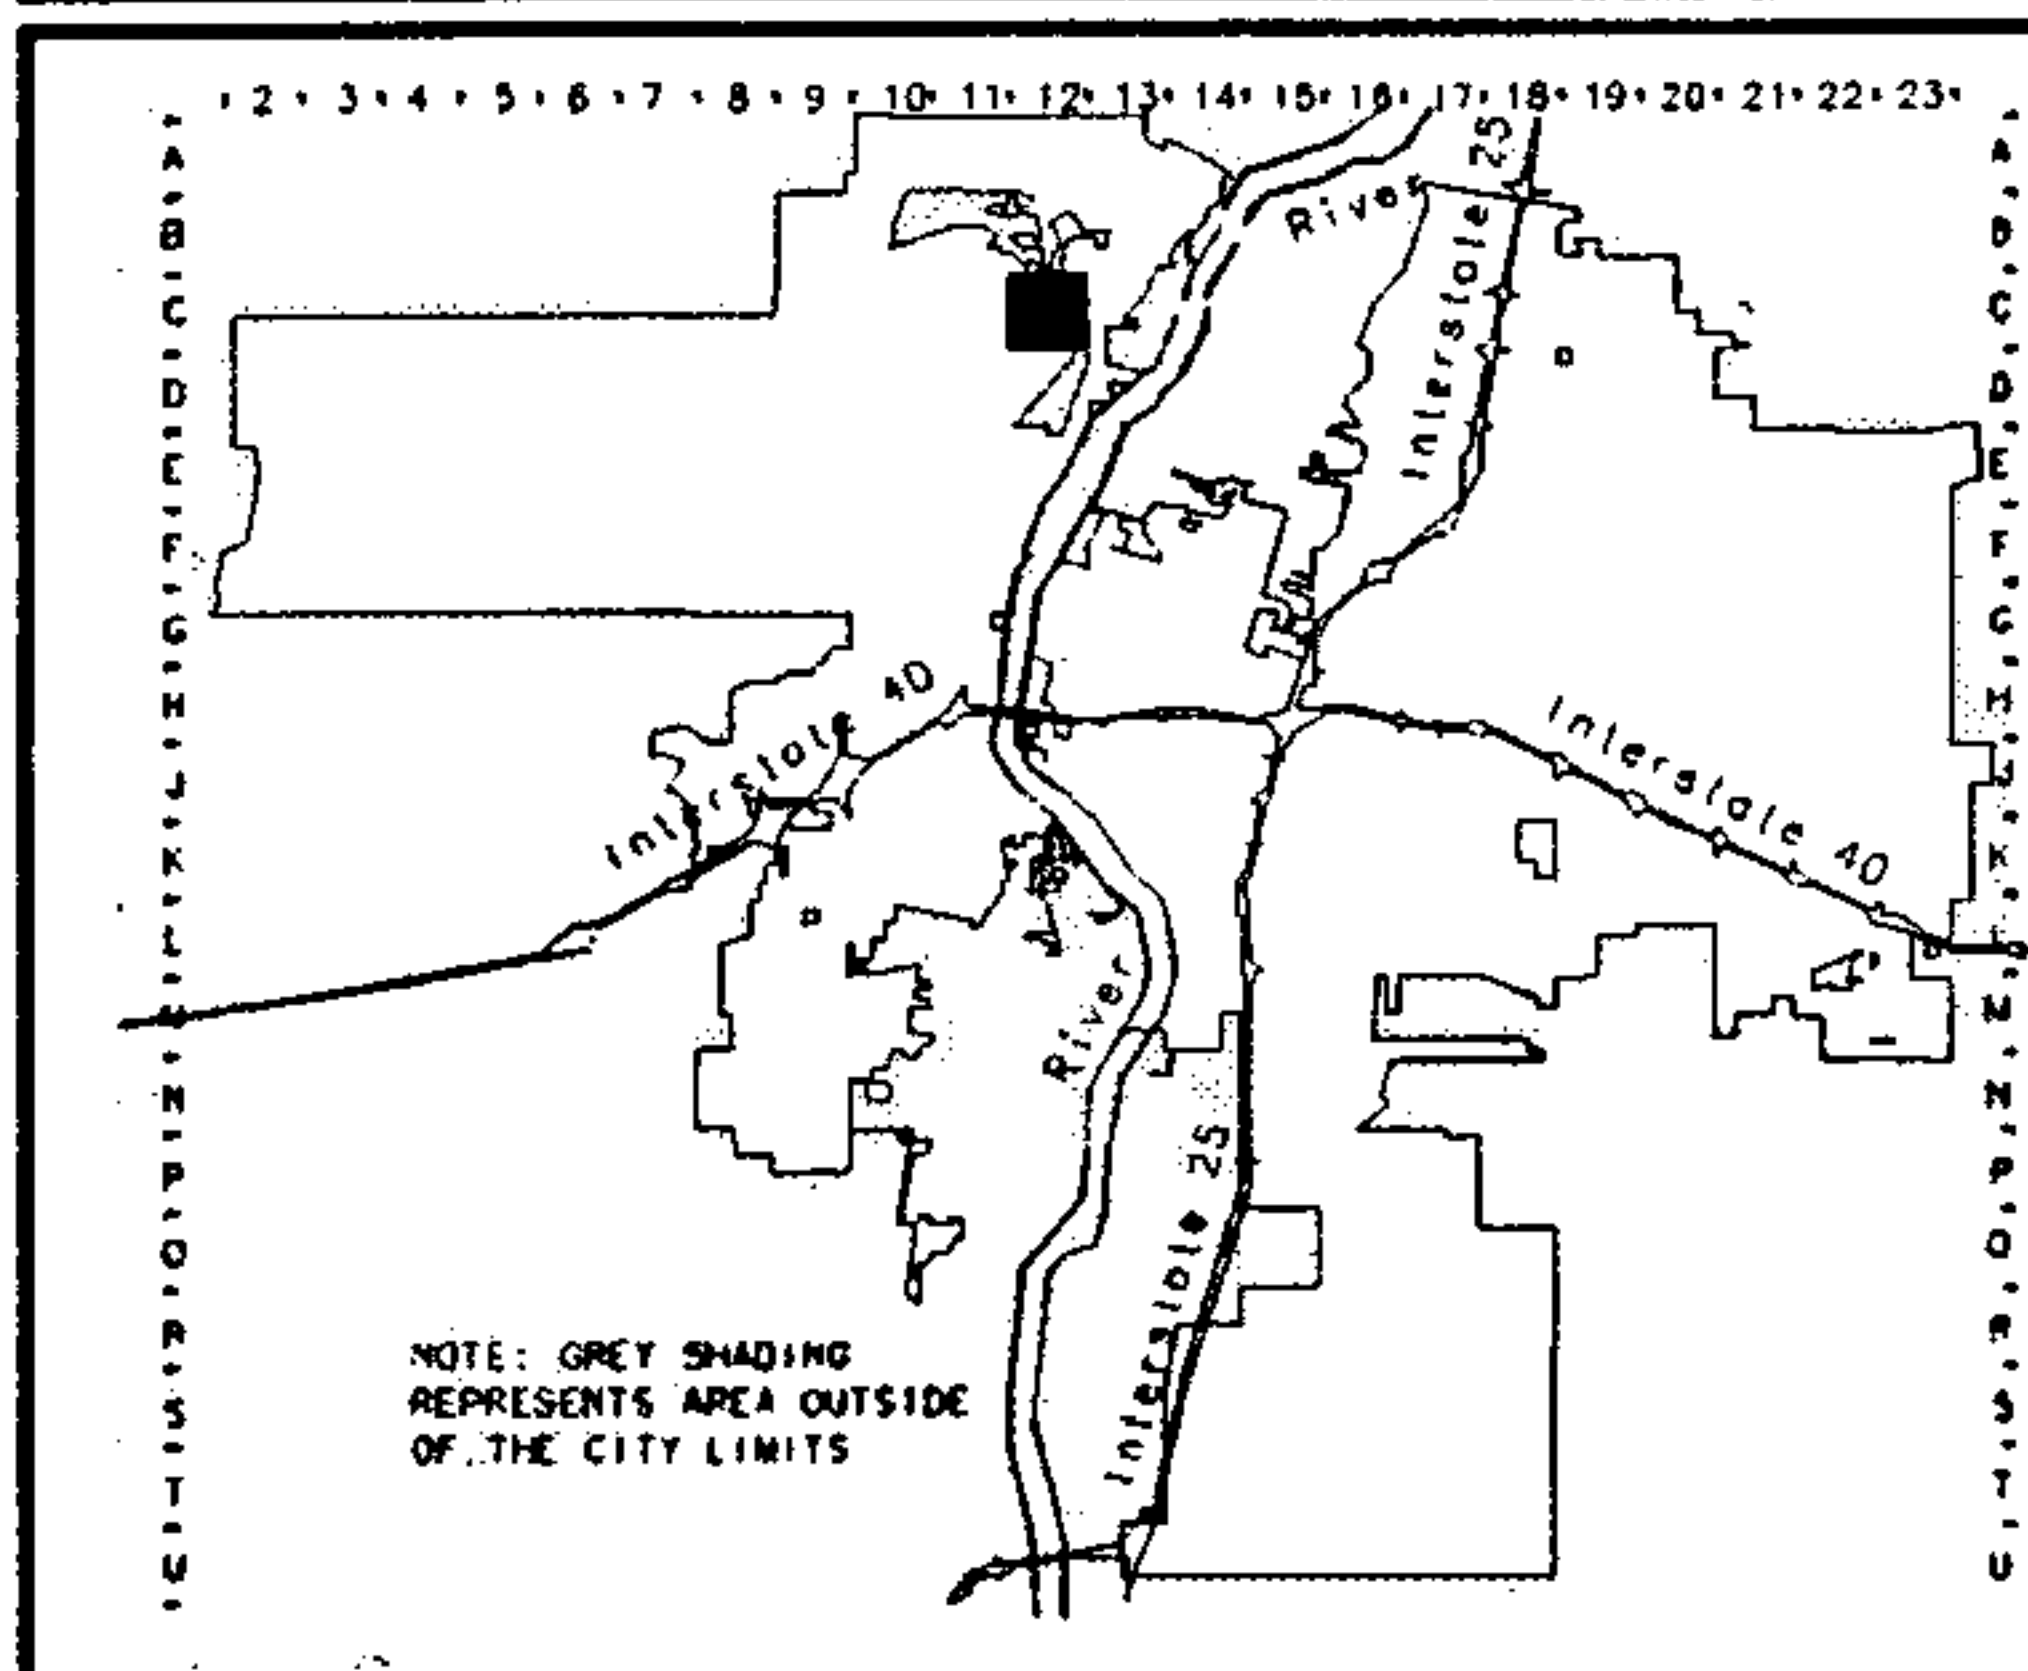 2 3 4 5 6 7 8 9 10 11 12 13 14 15 16 17 18 19 20 21 22 23
A A
B B
C C
D D
E E
F F
G G
H H
J J
K K
L L
M M
N N
P P
Q Q
R R
S S
T T
U U
River
Interstate 25
Interstate 40
Interstate 40
River
Interstate 25
NOTE: GREY SHADING
REPRESENTS AREA OUTSIDE
OF THE CITY LIMITS